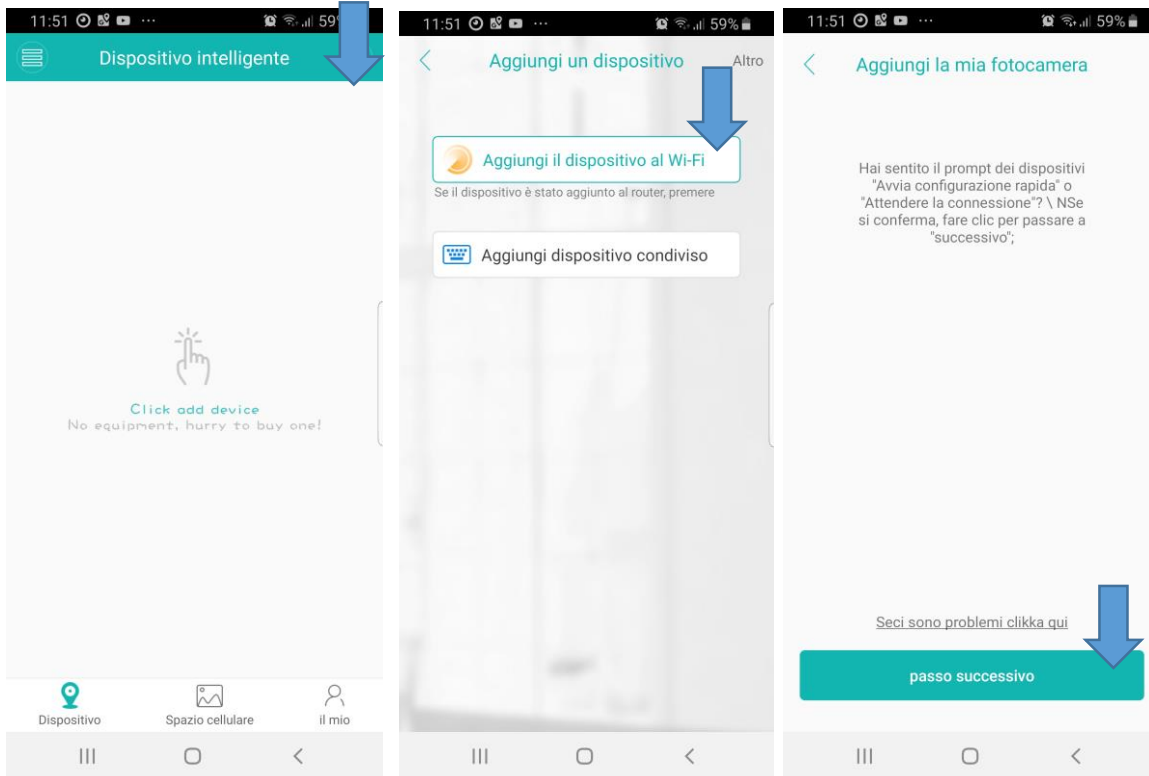 11:51 ... 59
Dispositivo intelligente
Click add device
No equipment, hurry to buy one!
Dispositivo
Spazio cellulare
il mio
11:51 ... 59%
Aggiungi un dispositivo
Altro
Aggiungi il dispositivo al Wi-Fi
Se il dispositivo è stato aggiunto al router, premere
Aggiungi dispositivo condiviso
11:51 ... 59%
Aggiungi la mia fotocamera
Hai sentito il prompt dei dispositivi
"Avvia configurazione rapida" o
"Attendere la connessione"? \ NSe
si conferma, fare clic per passare a
"successivo";
Seci sono problemi clikka qui
passo successivo